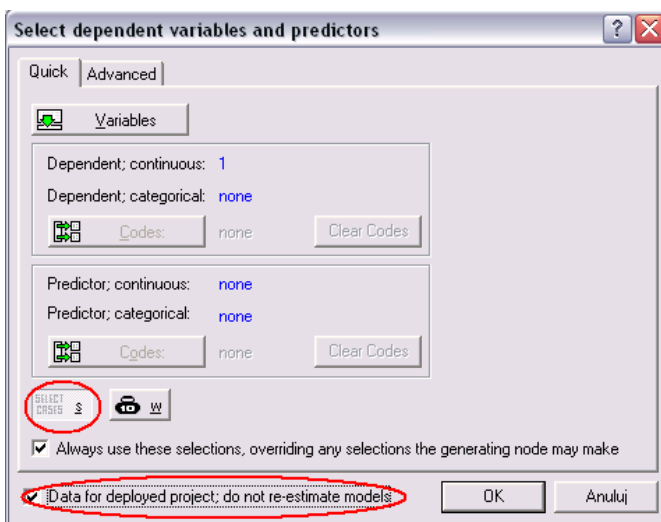 Select dependent variables and predictors
Quick Advanced
Variables
Dependent; continuous: 1
Dependent; categorical: none
Codes: none Clear Codes
Predictor; continuous: none
Predictor; categorical: none
Codes: none Clear Codes
SELECT CASES S W
Always use these selections, overriding any selections the generating node may make
Data for deployed project; do not re-estimate models OK Anuluj